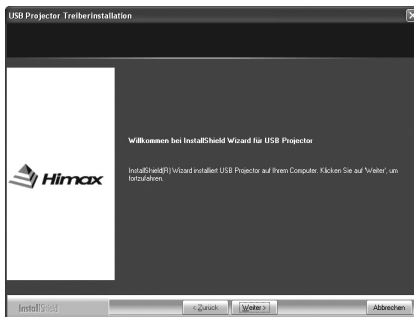 USB Projector Treiberinstallation
Willkommen bei InstallShield Wizard für USB Projector
InstallShield(R) Wizard installiert USB Projector auf Ihrem Computer. Klicken Sie auf 'Weiter', um
fortzufahren.
Himax
InstallShield
<Zurück Weiter> Abbrechen